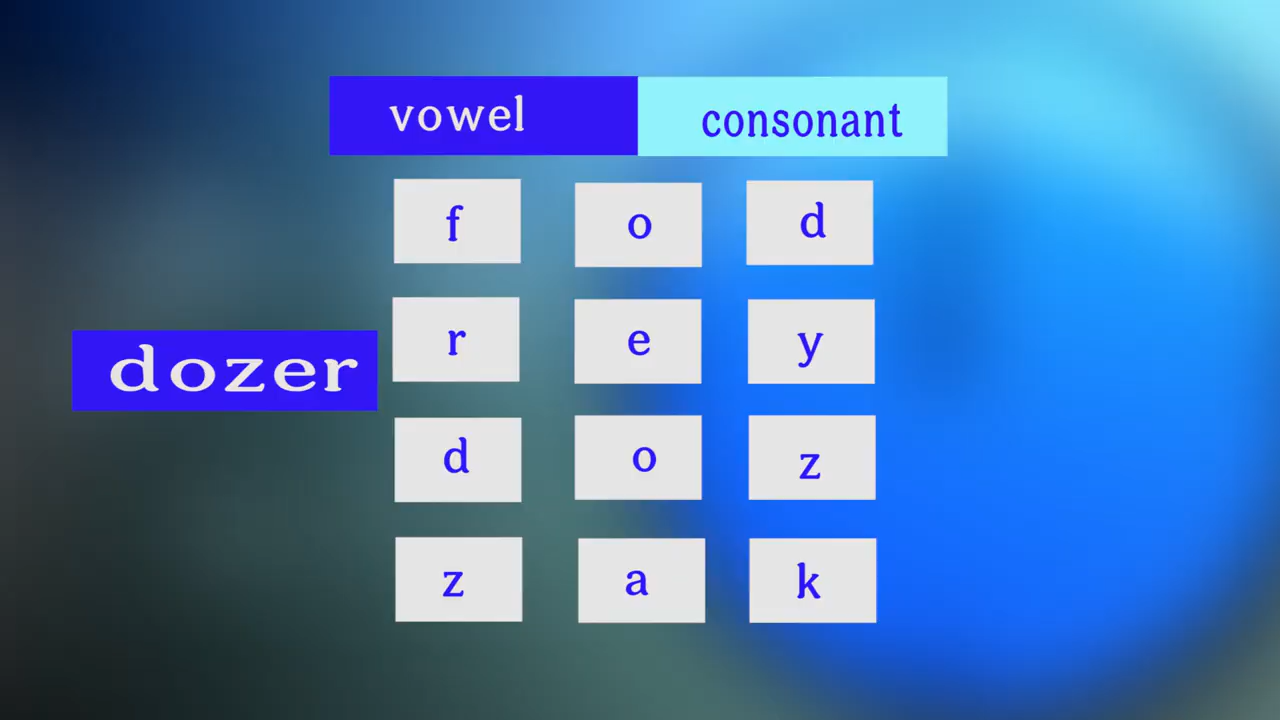 vowel consonant
f o d
r e y
dozer
d o z
z a k